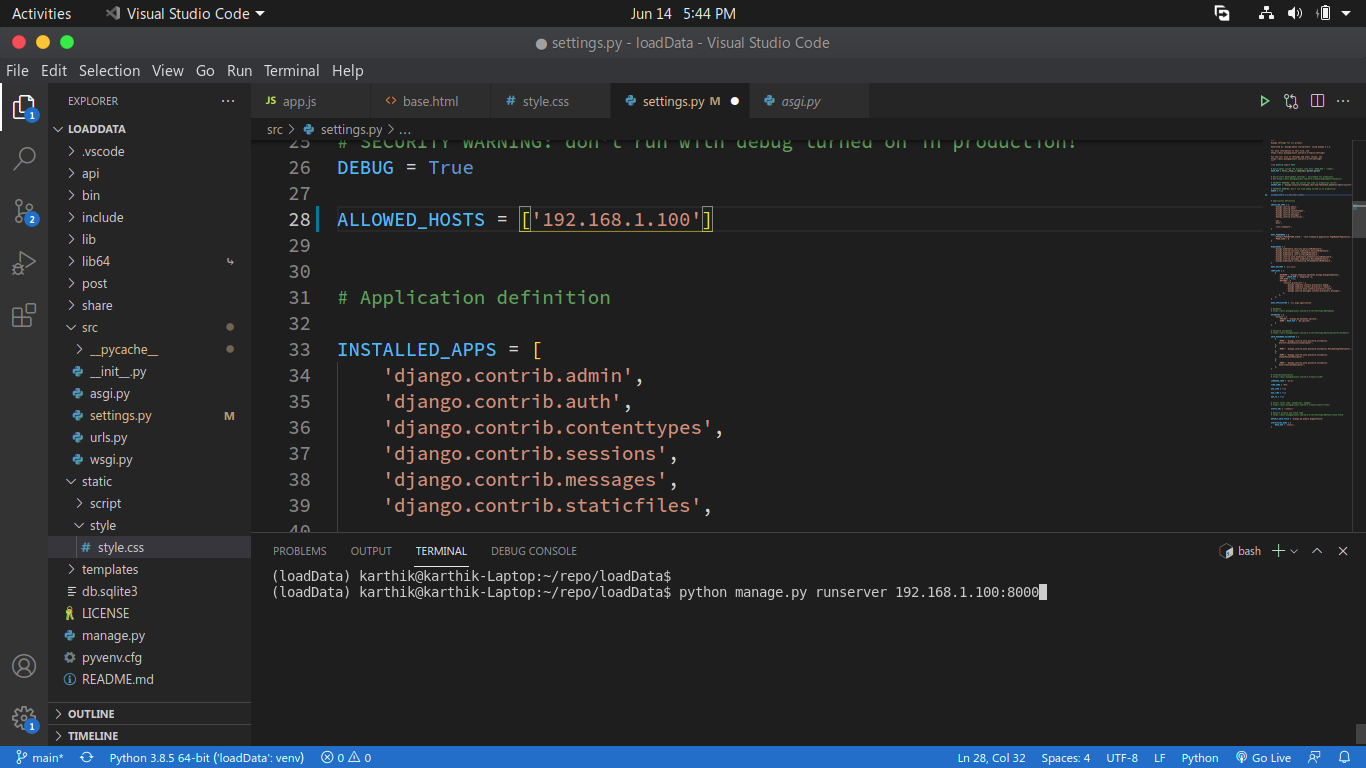 Activities Visual Studio Code Jun 14 5:44 PM
settings.py - loadData - Visual Studio Code
File Edit Selection View Go Run Terminal Help
EXPLORER
LOADDATA
.vscode
api
bin
include
lib
lib64
post
share
src
__pycache__
__init__.py
asgi.py
settings.py M
urls.py
wsgi.py
static
script
style
# style.css
templates
db.sqlite3
LICENSE
manage.py
pyvenv.cfg
README.md
OUTLINE
TIMELINE
1
2
1
JS app.js <> base.html # style.css settings.py M asgi.py
src > settings.py > ...
25 # SECURITY WARNING: don't run with debug turned on in production!
26 DEBUG = True
27
28 ALLOWED_HOSTS = ['192.168.1.100']
29
30
31 # Application definition
32
33 INSTALLED_APPS = [
34 'django.contrib.admin',
35 'django.contrib.auth',
36 'django.contrib.contenttypes',
37 'django.contrib.sessions',
38 'django.contrib.messages',
39 'django.contrib.staticfiles',
40
PROBLEMS OUTPUT TERMINAL DEBUG CONSOLE bash
(loadData) karthik@karthik-Laptop:~/repo/loadData$
(loadData) karthik@karthik-Laptop:~/repo/loadData$ python manage.py runserver 192.168.1.100:8000
main* Python 3.8.5 64-bit ('loadData': venv) 0 0 Ln 28, Col 32 Spaces: 4 UTF-8 LF Python Go Live